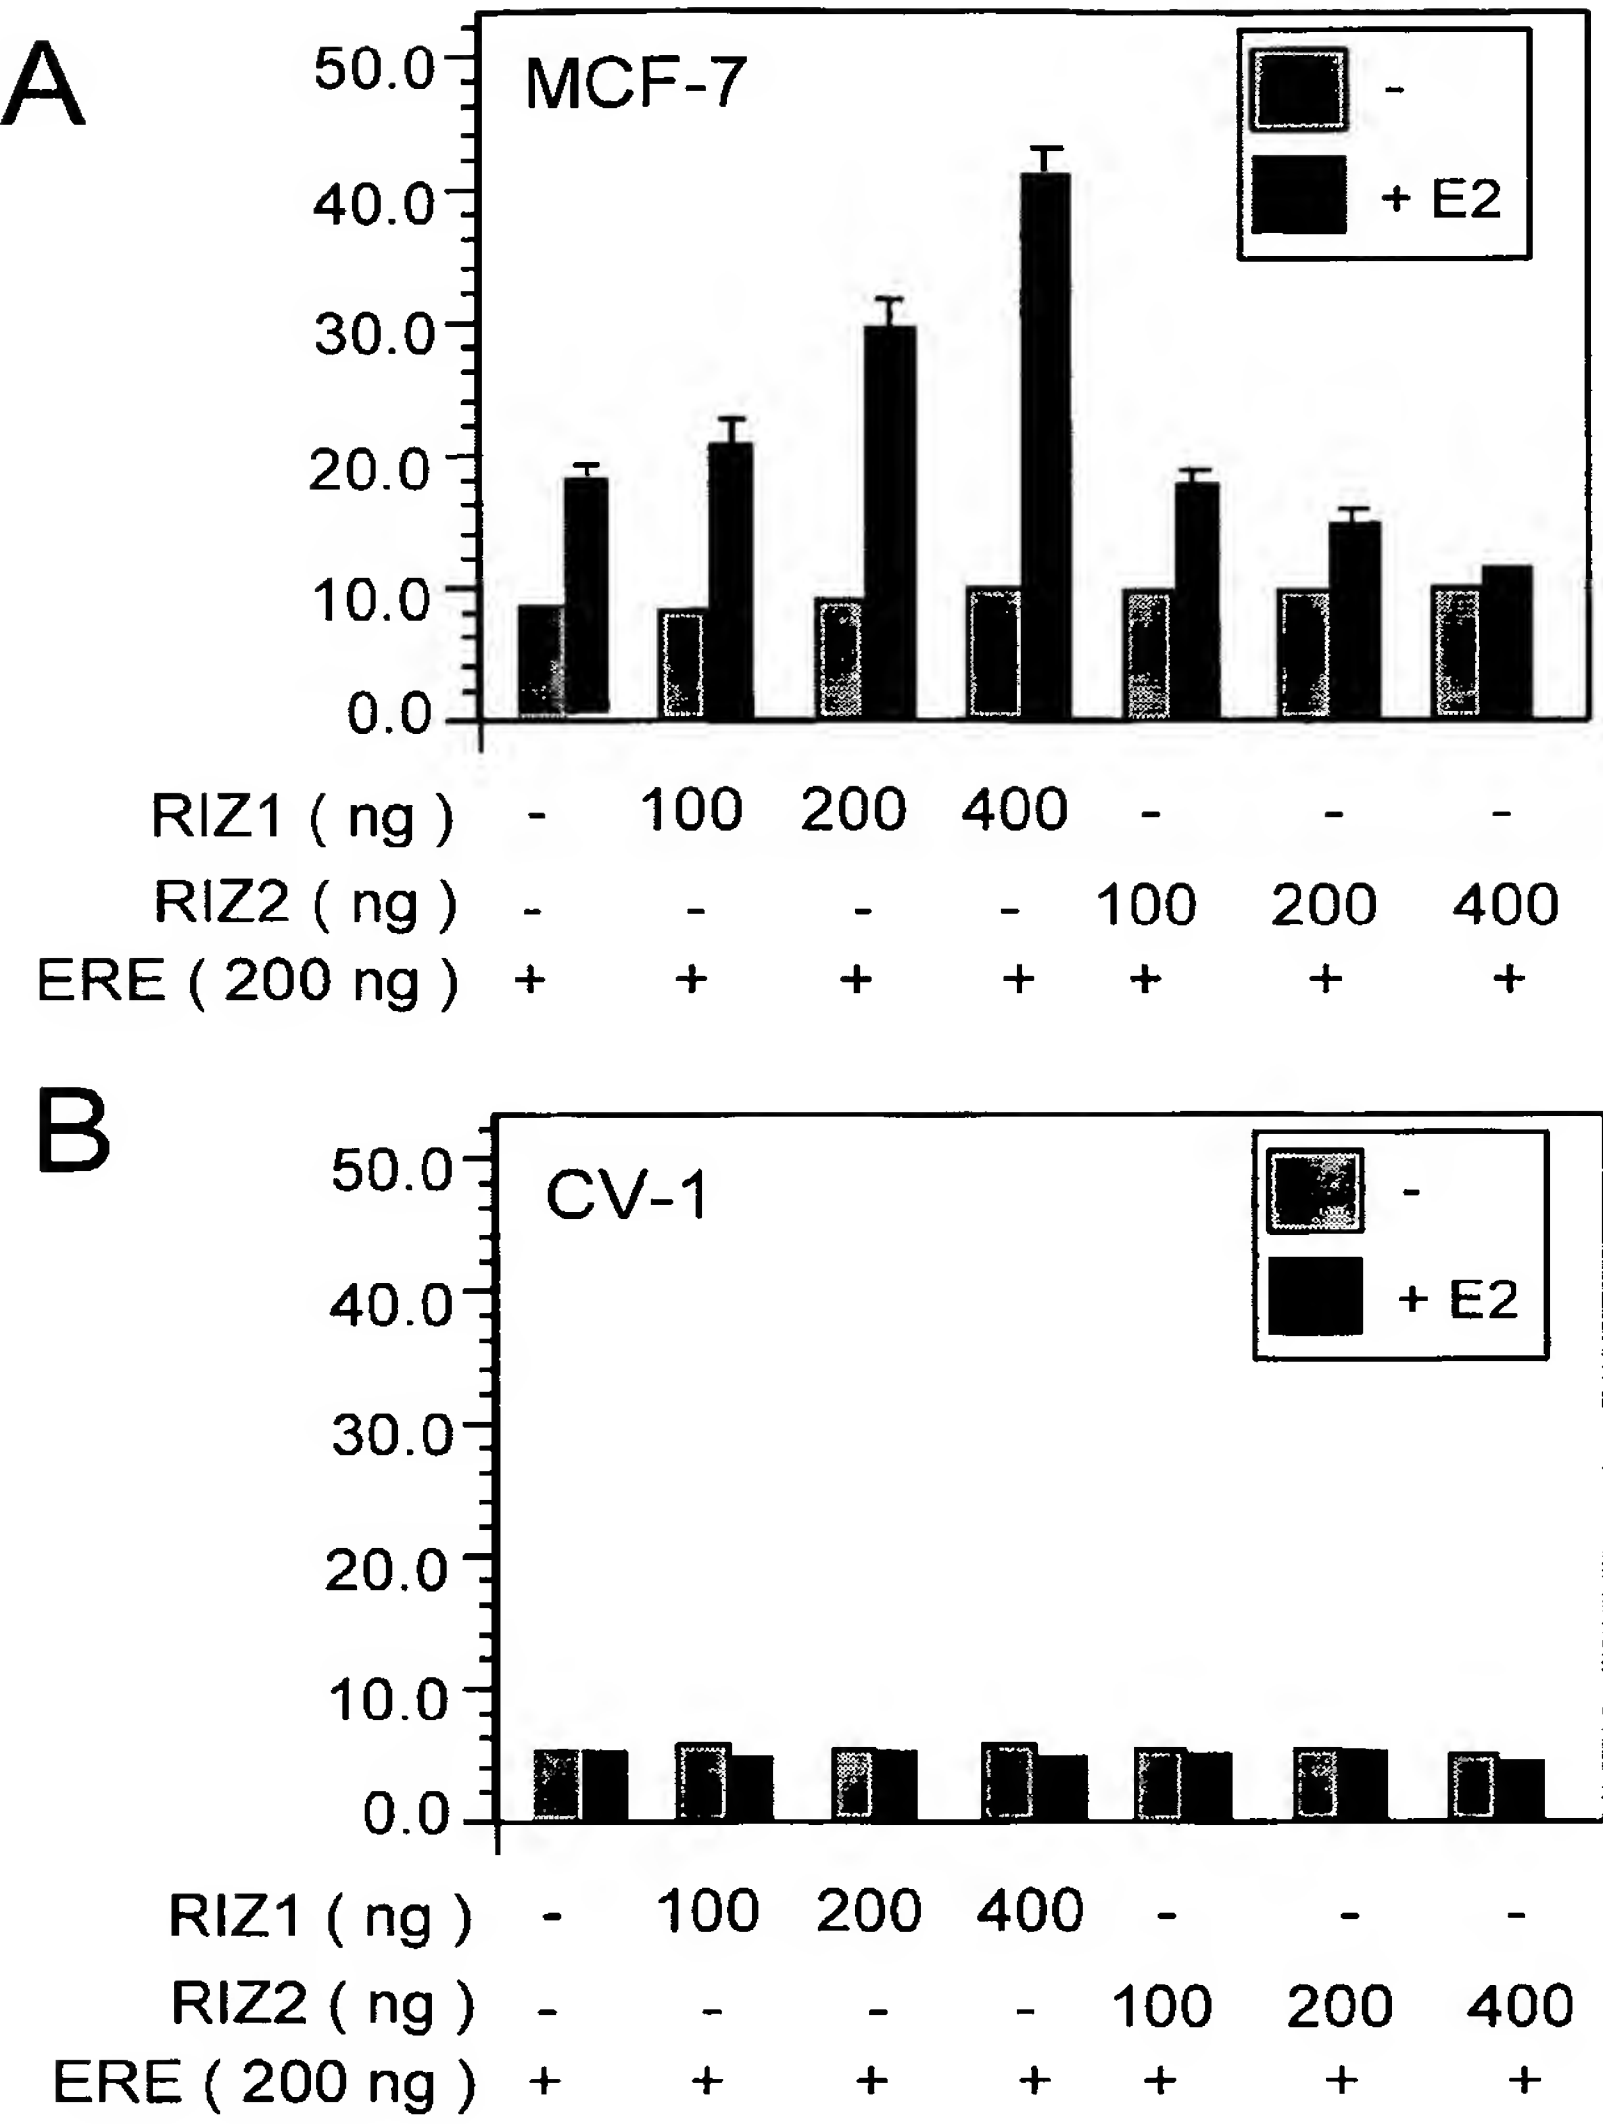 A
50.0
MCF-7
-
40.0
+ E2
30.0
20.0
10.0
0.0
RIZ1 ( ng ) - 100 200 400 - - -
RIZ2 ( ng ) - - - - 100 200 400
ERE ( 200 ng ) + + + + + + +
B
50.0
CV-1
-
40.0
+ E2
30.0
20.0
10.0
0.0
RIZ1 ( ng ) - 100 200 400 - - -
RIZ2 ( ng ) - - - - 100 200 400
ERE ( 200 ng ) + + + + + + +